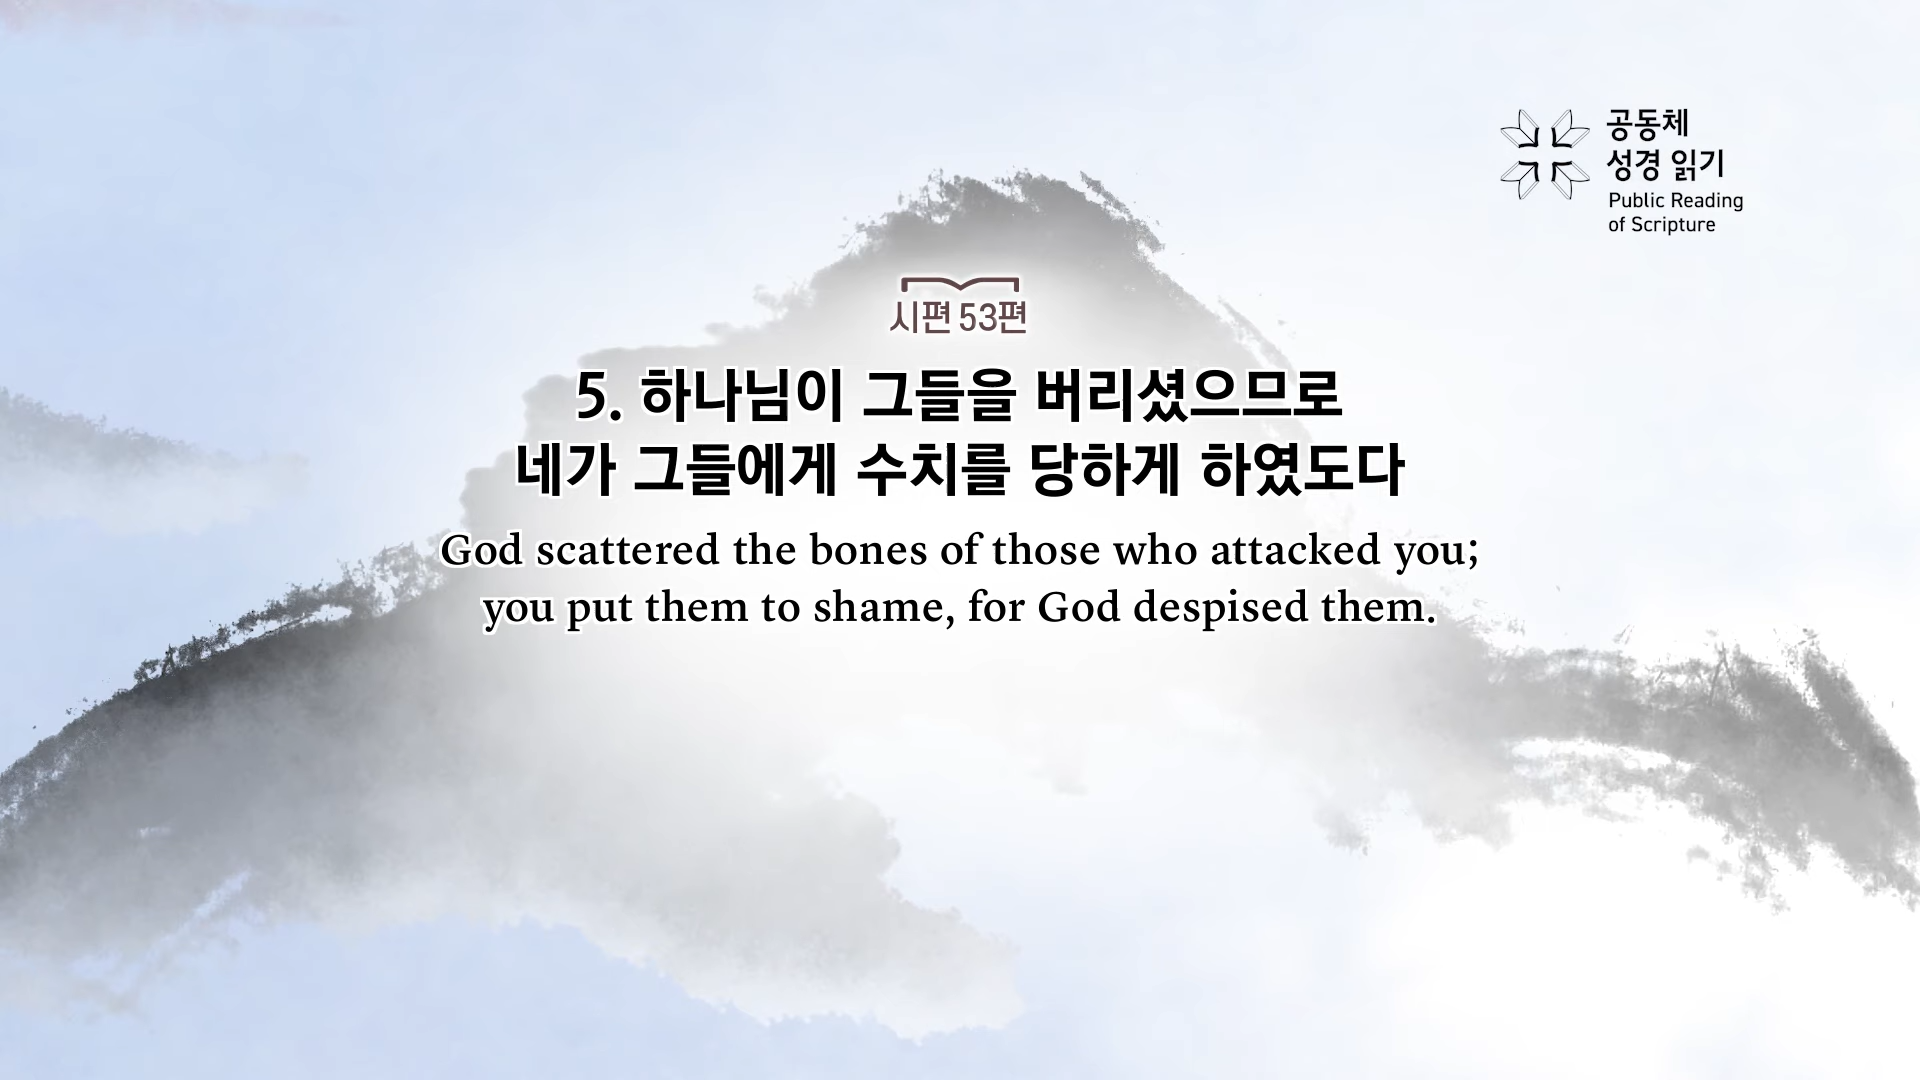 공동체
성경 읽기
Public Reading
of Scripture
시편 53편
5. 하나님이 그들을 버리셨으므로
네가 그들에게 수치를 당하게 하였도다
God scattered the bones of those who attacked you;
you put them to shame, for God despised them.